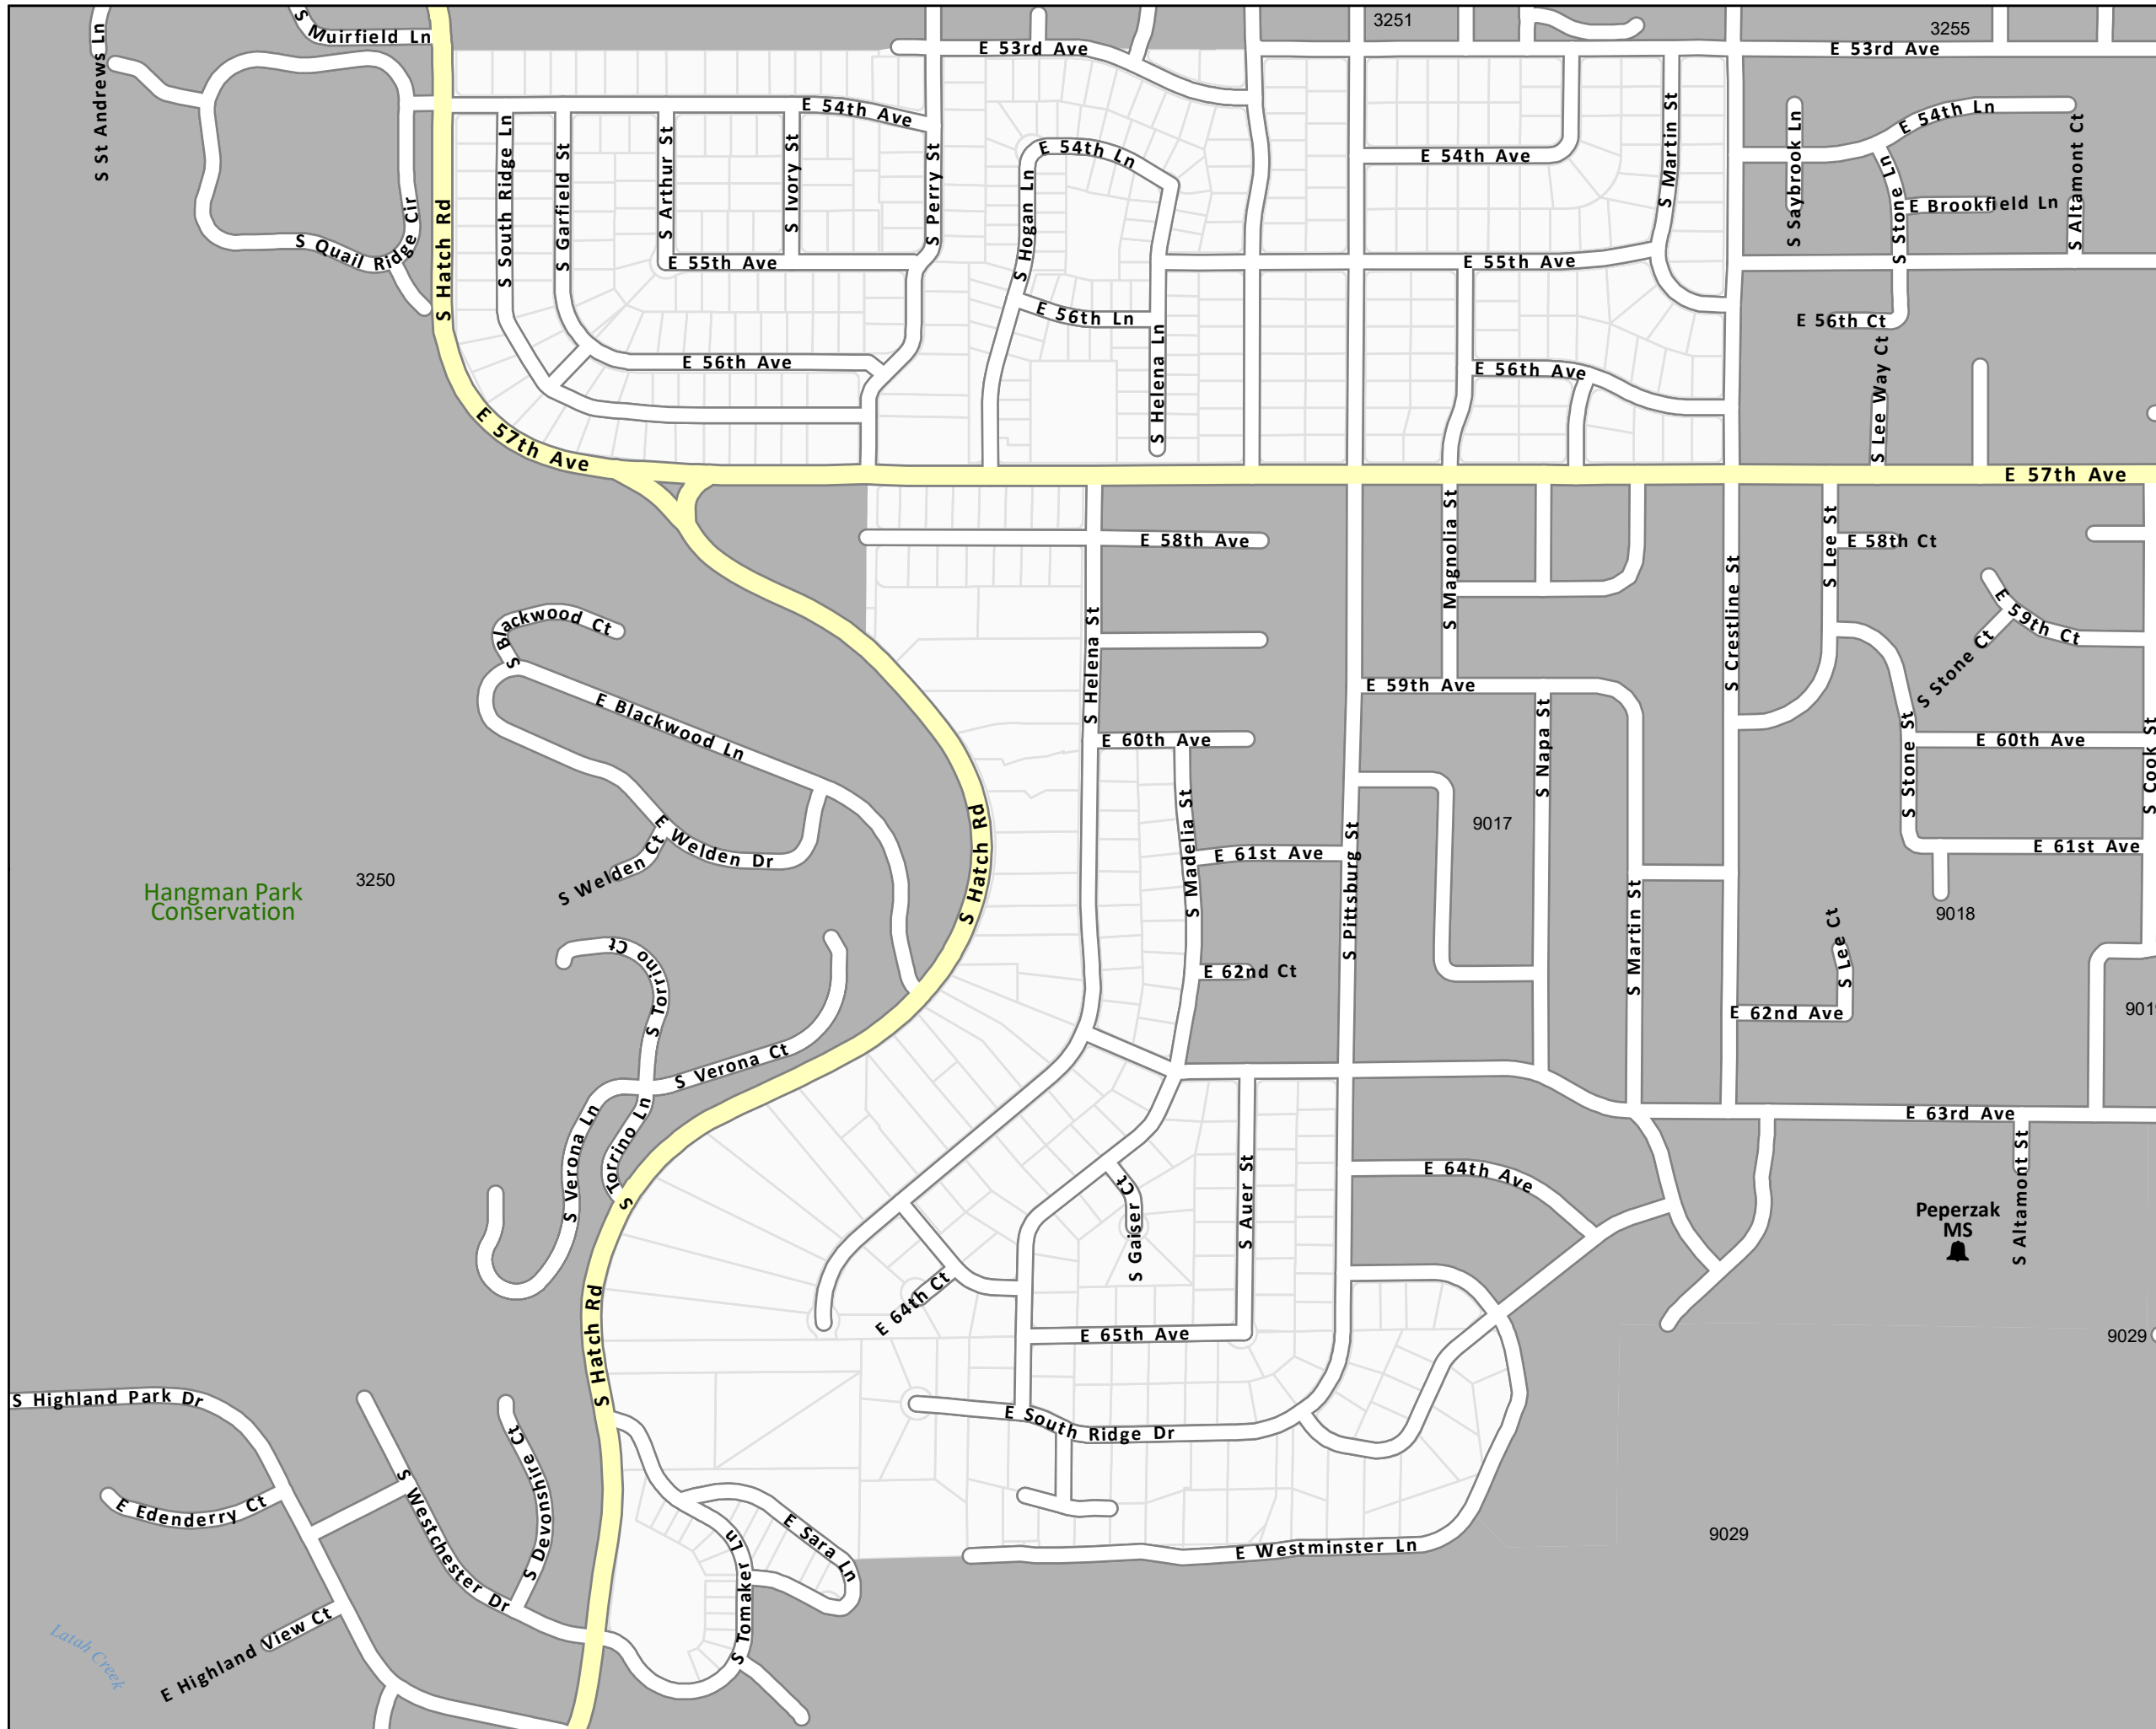 3251
3255
S St Andrews Ln
Muirfield Ln
E 53rd Ave
E 53rd Ave
E 54th Ave
E 54th Ln
E 54th Ave
E 54th Ln
S Martin St
S Saybrook Ln
S Stone Ln
S Altamont Ct
E Brookfield Ln
S Quail Ridge Cir
S Hatch Rd
S South Ridge Ln
S Garfield St
S Arthur St
S Ivory St
S Perry St
S Hogan Ln
E 55th Ave
E 55th Ave
E 56th Ln
E 56th Ct
S Helena Ln
E 56th Ave
E 56th Ave
S Lee Way Ct
E 57th Ave
E 57th Ave
E 58th Ave
S Magnolia St
S Lee St
E 58th Ct
S Blackwood Ct
S Helena St
S Crestline St
E 59th Ct
S Stone Ct
E Blackwood Ln
E 59th Ave
E 60th Ave
S Napa St
S Stone St
E 60th Ave
S Cook St
E Welden Dr
S Welden Ct
S Hatch Rd
S Madelia St
E 61st Ave
S Pittsburg St
9017
E 61st Ave
Hangman Park
Conservation
3250
S Martin St
9018
S Lee Ct
S Torrino Ct
E 62nd Ct
E 62nd Ave
901
S Verona Ct
S Verona Ln
S Torrino Ln
E 63rd Ave
S Altamont St
E 64th Ave
S Gaiser Ct
S Auer St
Peperzak
MS
E 64th Ct
S Hatch Rd
E 65th Ave
9029
S Highland Park Dr
E South Ridge Dr
S Devonshire Ct
S Westchester Dr
E Edenderry Ct
E Sara Ln
S Tomaker Ln
E Westminster Ln
9029
E Highland View Ct
Latah Creek